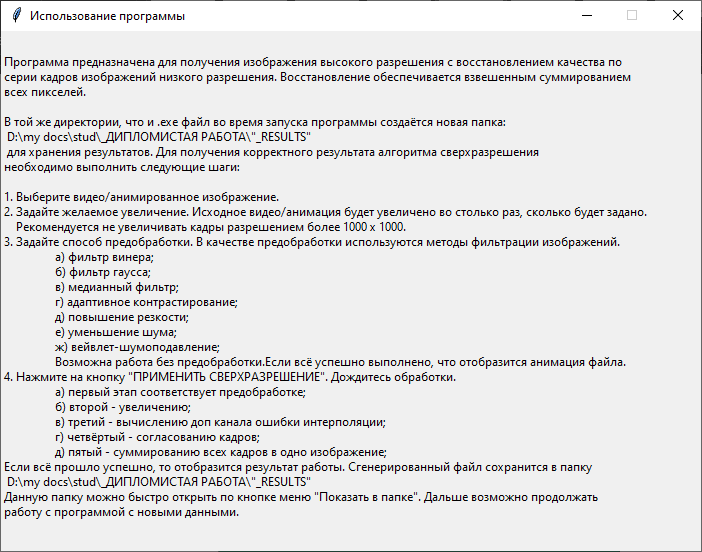 Использование программы
Программа предназначена для получения изображения высокого разрешения с восстановлением качества по
серии кадров изображений низкого разрешения. Восстановление обеспечивается взвешенным суммированием
всех пикселей.
В той же директории, что и .exe файл во время запуска программы создаётся новая папка:
D:\my docs\stud\_ДИПЛОМИСТАЯ РАБОТА\"_RESULTS"
для хранения результатов. Для получения корректного результата алгоритма сверхразрешения
необходимо выполнить следующие шаги:
1. Выберите видео/анимированное изображение.
2. Задайте желаемое увеличение. Исходное видео/анимация будет увеличено во столько раз, сколько будет задано.
Рекомендуется не увеличивать кадры разрешением более 1000 x 1000.
3. Задайте способ предобработки. В качестве предобработки используются методы фильтрации изображений.
а) фильтр винера;
б) фильтр гаусса;
в) медианный фильтр;
г) адаптивное контрастирование;
д) повышение резкости;
е) уменьшение шума;
ж) вейвлет-шумоподавление;
Возможна работа без предобработки.Если всё успешно выполнено, что отобразится анимация файла.
4. Нажмите на кнопку "ПРИМЕНИТЬ СВЕРХРАЗРЕШЕНИЕ". Дождитесь обработки.
а) первый этап соответствует предобработке;
б) второй - увеличению;
в) третий - вычислению доп канала ошибки интерполяции;
г) четвёртый - согласованию кадров;
д) пятый - суммированию всех кадров в одно изображение;
Если всё прошло успешно, то отобразится результат работы. Сгенерированный файл сохранится в папку
D:\my docs\stud\_ДИПЛОМИСТАЯ РАБОТА\"_RESULTS"
Данную папку можно быстро открыть по кнопке меню "Показать в папке". Дальше возможно продолжать
работу с программой с новыми данными.